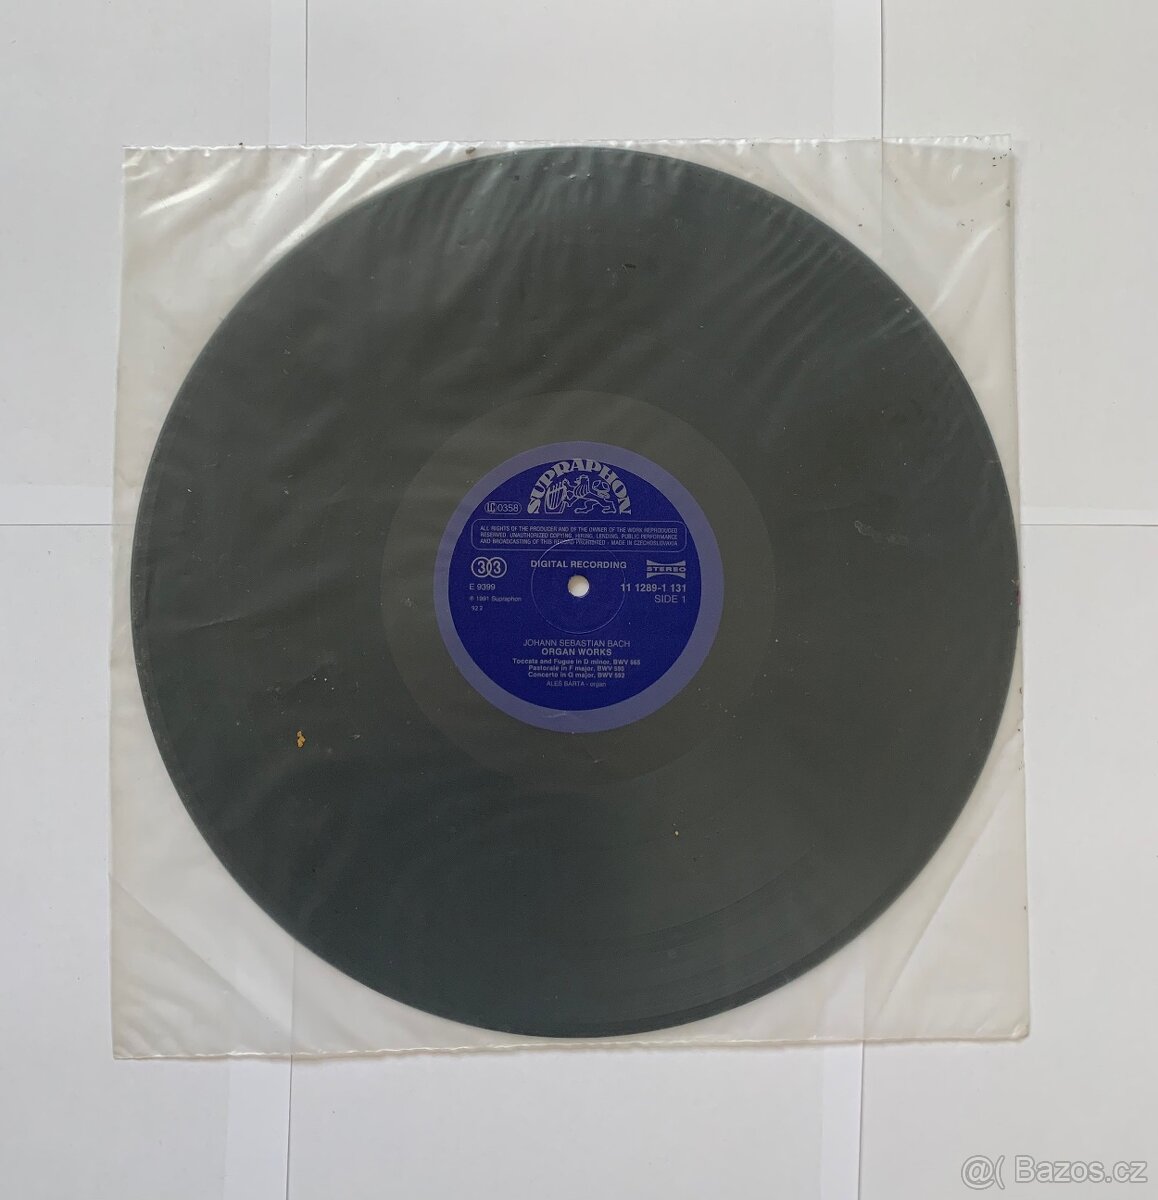 SUPRAPHON
LC 0358
ALL RIGHTS OF THE PRODUCER AND OF THE OWNER OF THE WORK REPRODUCED
RESERVED. UNAUTHORIZED COPYING, HIRING, LENDING, PUBLIC PERFORMANCE
AND BROADCASTING OF THIS RECORD PROHIBITED - MADE IN CZECHOSLOVAKIA
DIGITAL RECORDING
33
STEREO
E 9399
11 1289-1 131
℗ 1991 Supraphon
SIDE 1
92 2
JOHANN SEBASTIAN BACH
ORGAN WORKS
Toccata and Fugue in D minor, BWV 565
Pastorale in F major, BWV 590
Concerto in G major, BWV 592
ALEŠ BÁRTA - organ
@( Bazos.cz